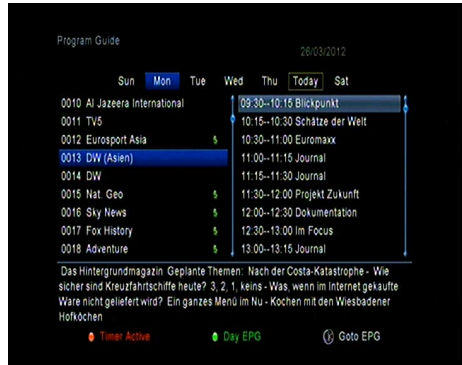 Program Guide
26/03/2012
Sun Mon Tue Wed Thu Today Sat
0010 Al Jazeera International
0011 TV5
0012 Eurosport Asia $
0013 DW (Asien)
0014 DW
0015 Nat. Geo $
0016 Sky News $
0017 Fox History $
0018 Adventure $
09:30--10:15 Blickpunkt
10:15--10:30 Schätze der Welt
10:30--11:00 Euromaxx
11:00--11:15 Journal
11:15--11:30 Journal
11:30--12:00 Projekt Zukunft
12:00--12:30 Dokumentation
12:30--13:00 Im Focus
13:00--13:15 Journal
Das Hintergrundmagazin Geplante Themen: Nach der Costa-Katastrophe - Wie
sicher sind Kreuzfahrtschiffe heute? 3, 2, 1, keins - Was, wenn im Internet gekaufte
Ware nicht geliefert wird? Ein ganzes Menü im Nu - Kochen mit den Wiesbadener
Hofköchen
Timer Active Day EPG Goto EPG